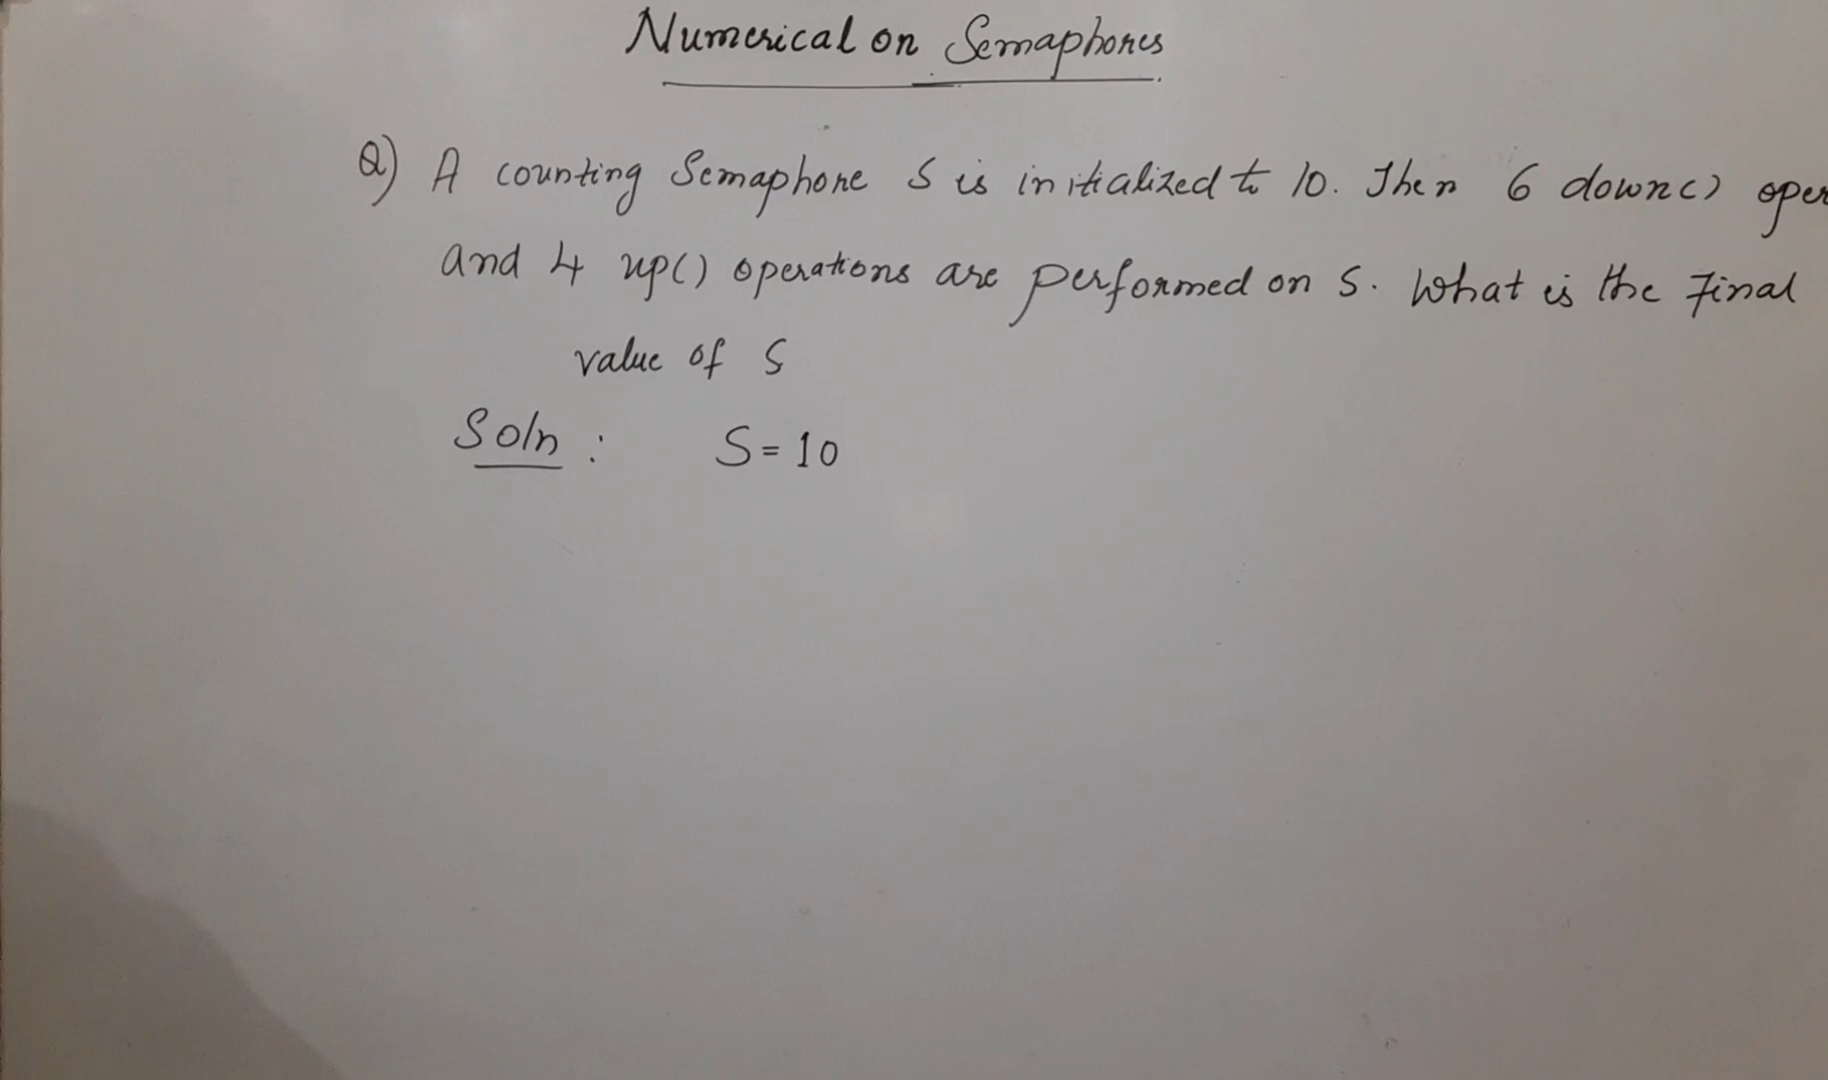 Numerical on Semaphores
Q) A counting Semaphore S is initialized to 10. Then 6 down() oper
and 4 up() operations are performed on S. What is the Final
value of S
Soln : S = 10